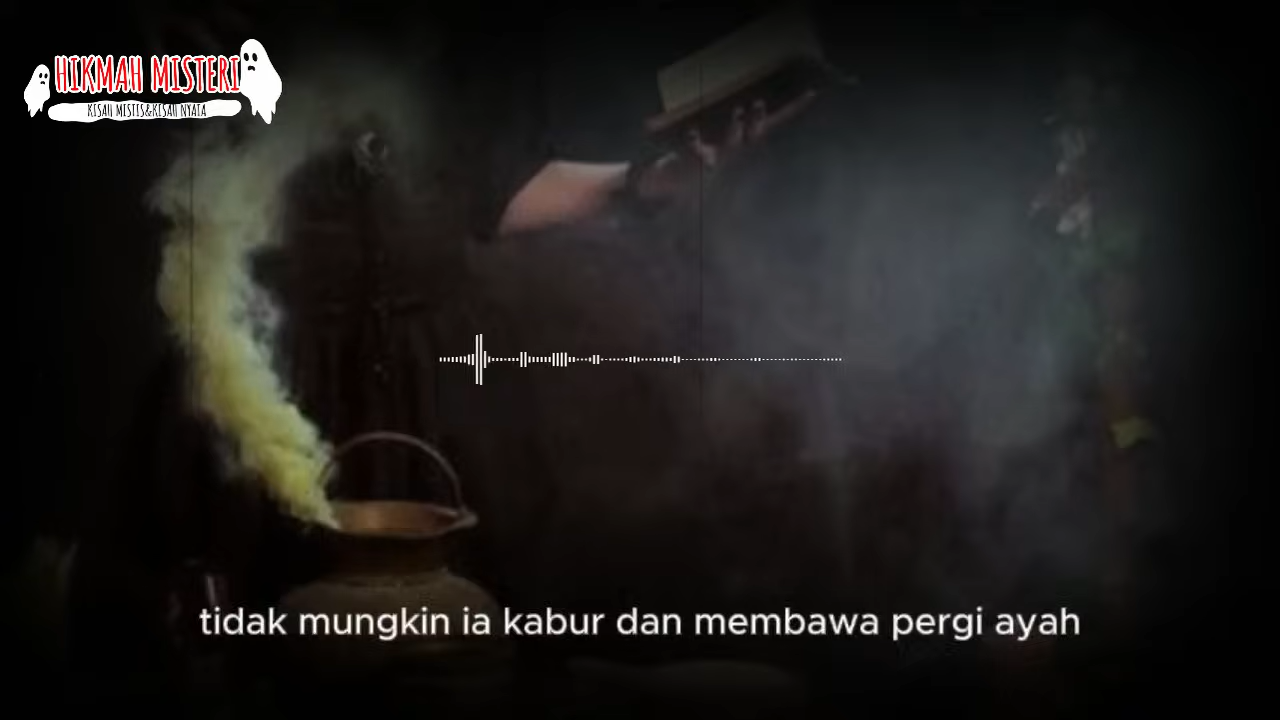 HIKMAH MISTERI
KISAH MISTIS&KISAH NYATA
tidak mungkin ia kabur dan membawa pergi ayah